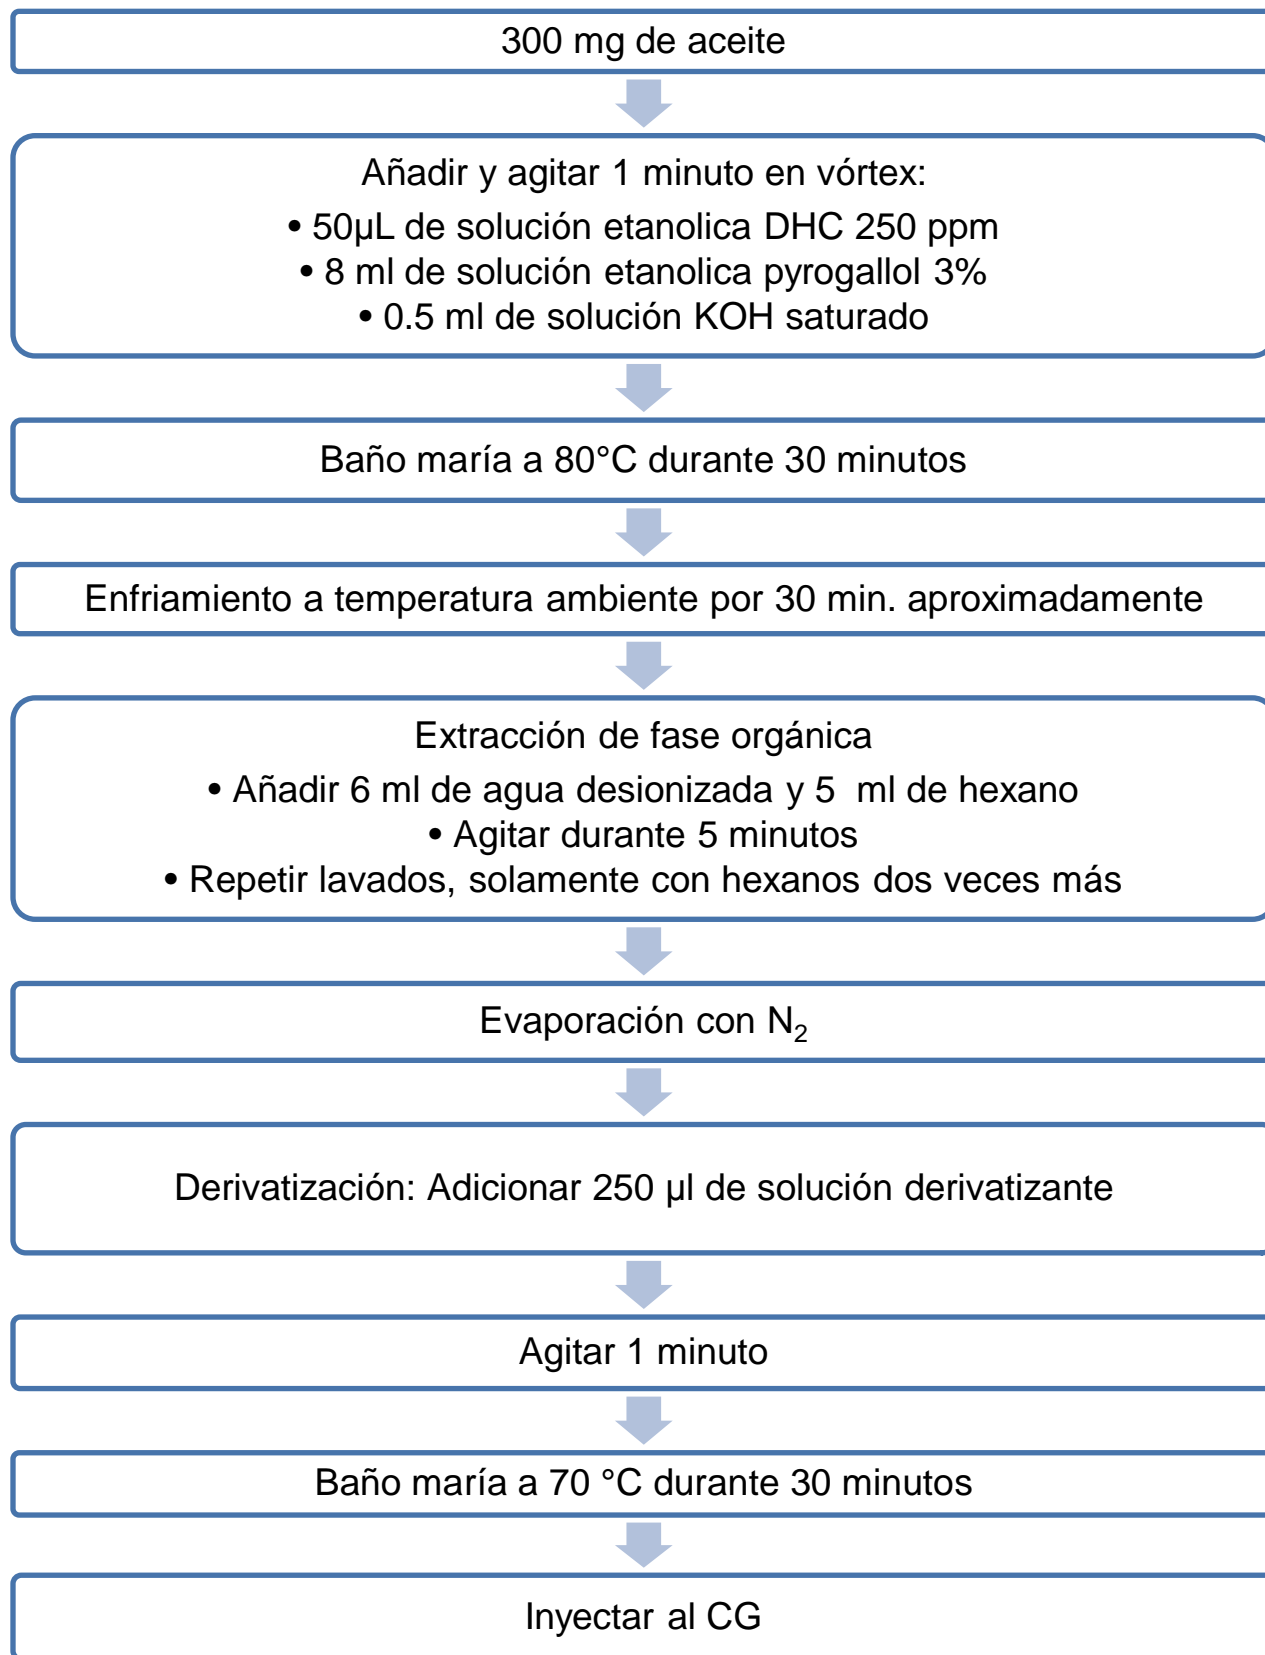 300 mg de aceite
Añadir y agitar 1 minuto en vórtex:
• 50µL de solución etanolica DHC 250 ppm
• 8 ml de solución etanolica pyrogallol 3%
• 0.5 ml de solución KOH saturado
Baño maría a 80°C durante 30 minutos
Enfriamiento a temperatura ambiente por 30 min. aproximadamente
Extracción de fase orgánica
• Añadir 6 ml de agua desionizada y 5 ml de hexano
• Agitar durante 5 minutos
• Repetir lavados, solamente con hexanos dos veces más
Evaporación con N₂
Derivatización: Adicionar 250 µl de solución derivatizante
Agitar 1 minuto
Baño maría a 70 °C durante 30 minutos
Inyectar al CG